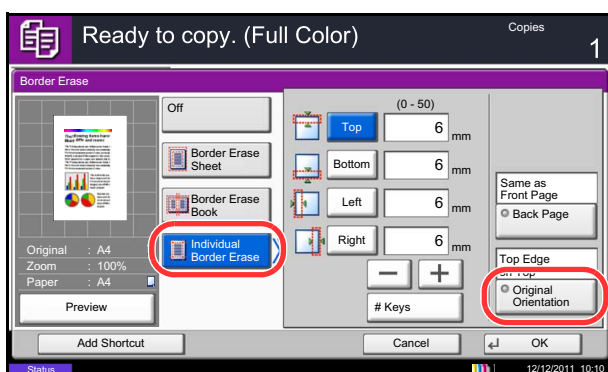 Ready to copy. (Full Color)
Copies
1
Border Erase
Off
Border Erase
Sheet
Border Erase
Book
Individual
Border Erase
(0 - 50)
Top
6 mm
Bottom
6 mm
Left
6 mm
Right
6 mm
# Keys
Same as
Front Page
Back Page
Top Edge
on Top
Original
Orientation
Original : A4
Zoom : 100%
Paper : A4
Preview
Add Shortcut
Cancel
OK
Status
12/12/2011 10:10